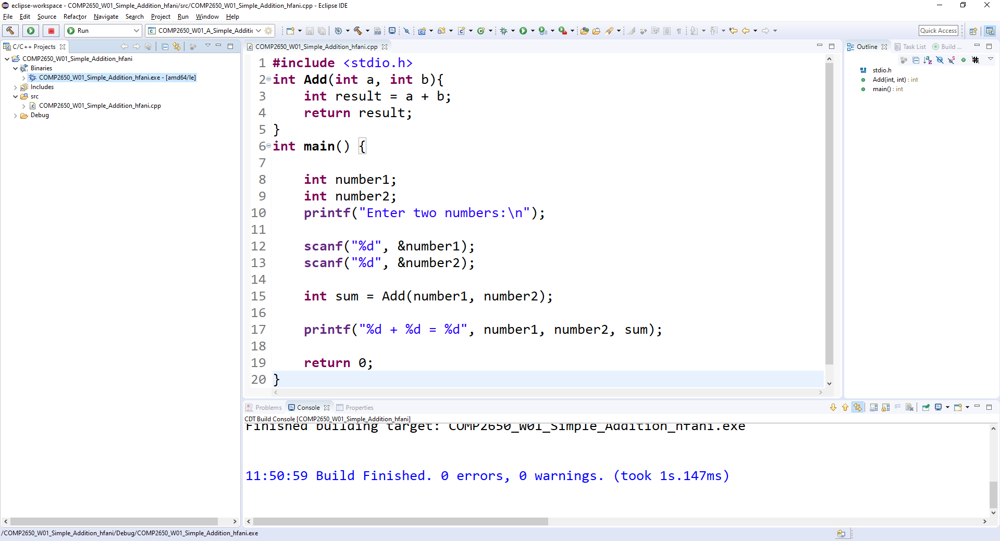 eclipse-workspace - COMP2650_W01_Simple_Addition_hfani/src/COMP2650_W01_Simple_Addition_hfani.cpp - Eclipse IDE
File Edit Source Refactor Navigate Search Project Run Window Help
Run COMP2650_W01_A_Simple_Additic Quick Access
C/C++ Projects
COMP2650_W01_Simple_Addition_hfani
Binaries
COMP2650_W01_Simple_Addition_hfani.exe - [amd64/le]
Includes
src
COMP2650_W01_Simple_Addition_hfani.cpp
Debug
COMP2650_W01_Simple_Addition_hfani.cpp
1 #include <stdio.h>
2 int Add(int a, int b){
3 int result = a + b;
4 return result;
5 }
6 int main() {
7
8 int number1;
9 int number2;
10 printf("Enter two numbers:\n");
11
12 scanf("%d", &number1);
13 scanf("%d", &number2);
14
15 int sum = Add(number1, number2);
16
17 printf("%d + %d = %d", number1, number2, sum);
18
19 return 0;
20 }
Outline Task List Build ...
stdio.h
Add(int, int) : int
main() : int
Problems Console Properties
CDT Build Console [COMP2650_W01_Simple_Addition_hfani]
Finished building target: COMP2650_W01_Simple_Addition_hfani.exe
11:50:59 Build Finished. 0 errors, 0 warnings. (took 1s.147ms)
/COMP2650_W01_Simple_Addition_hfani/Debug/COMP2650_W01_Simple_Addition_hfani.exe